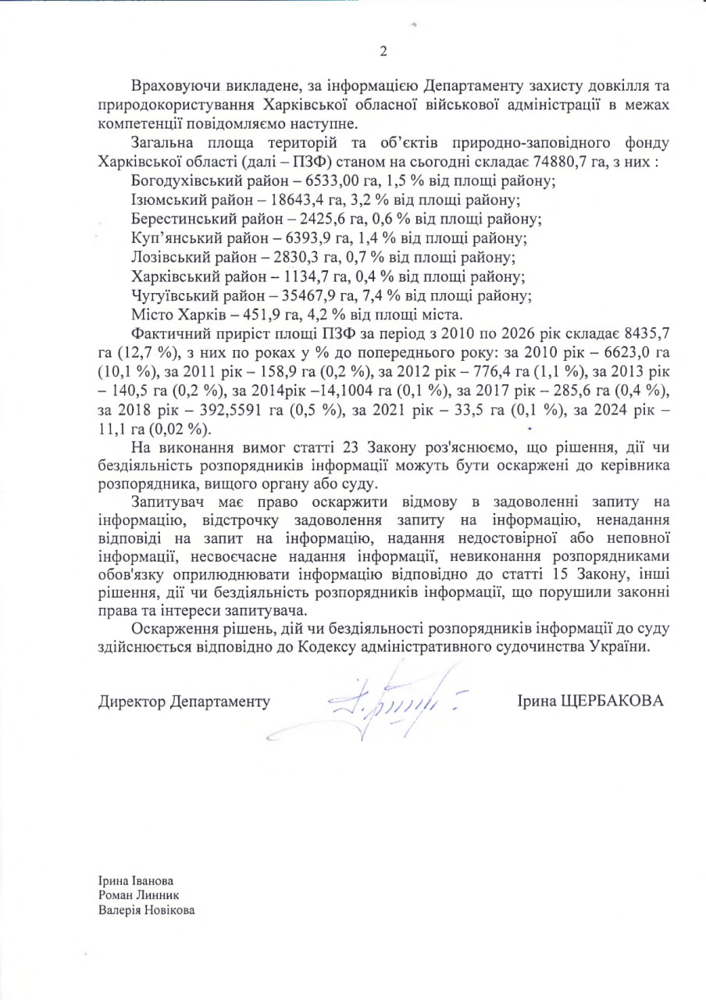 2
Враховуючи викладене, за інформацією Департаменту захисту довкілля та
природокористування Харківської обласної військової адміністрації в межах
компетенції повідомляємо наступне.
Загальна площа територій та об’єктів природно-заповідного фонду
Харківської області (далі – ПЗФ) станом на сьогодні складає 74880,7 га, з них :
Богодухівський район – 6533,00 га, 1,5 % від площі району;
Ізюмський район – 18643,4 га, 3,2 % від площі району;
Берестинський район – 2425,6 га, 0,6 % від площі району;
Куп’янський район – 6393,9 га, 1,4 % від площі району;
Лозівський район – 2830,3 га, 0,7 % від площі району;
Харківський район – 1134,7 га, 0,4 % від площі району;
Чугуївський район – 35467,9 га, 7,4 % від площі району;
Місто Харків – 451,9 га, 4,2 % від площі міста.
Фактичний приріст площі ПЗФ за період з 2010 по 2026 рік складає 8435,7
га (12,7 %), з них по роках у % до попереднього року: за 2010 рік – 6623,0 га
(10,1 %), за 2011 рік – 158,9 га (0,2 %), за 2012 рік – 776,4 га (1,1 %), за 2013 рік
– 140,5 га (0,2 %), за 2014рік –14,1004 га (0,1 %), за 2017 рік – 285,6 га (0,4 %),
за 2018 рік – 392,5591 га (0,5 %), за 2021 рік – 33,5 га (0,1 %), за 2024 рік –
11,1 га (0,02 %).
На виконання вимог статті 23 Закону роз'яснюємо, що рішення, дії чи
бездіяльність розпорядників інформації можуть бути оскаржені до керівника
розпорядника, вищого органу або суду.
Запитувач має право оскаржити відмову в задоволенні запиту на
інформацію, відстрочку задоволення запиту на інформацію, ненадання
відповіді на запит на інформацію, надання недостовірної або неповної
інформації, несвоєчасне надання інформації, невиконання розпорядниками
обов'язку оприлюднювати інформацію відповідно до статті 15 Закону, інші
рішення, дії чи бездіяльність розпорядників інформації, що порушили законні
права та інтереси запитувача.
Оскарження рішень, дій чи бездіяльності розпорядників інформації до суду
здійснюється відповідно до Кодексу адміністративного судочинства України.
Директор Департаменту Ірина ЩЕРБАКОВА
Ірина Іванова
Роман Линник
Валерія Новікова